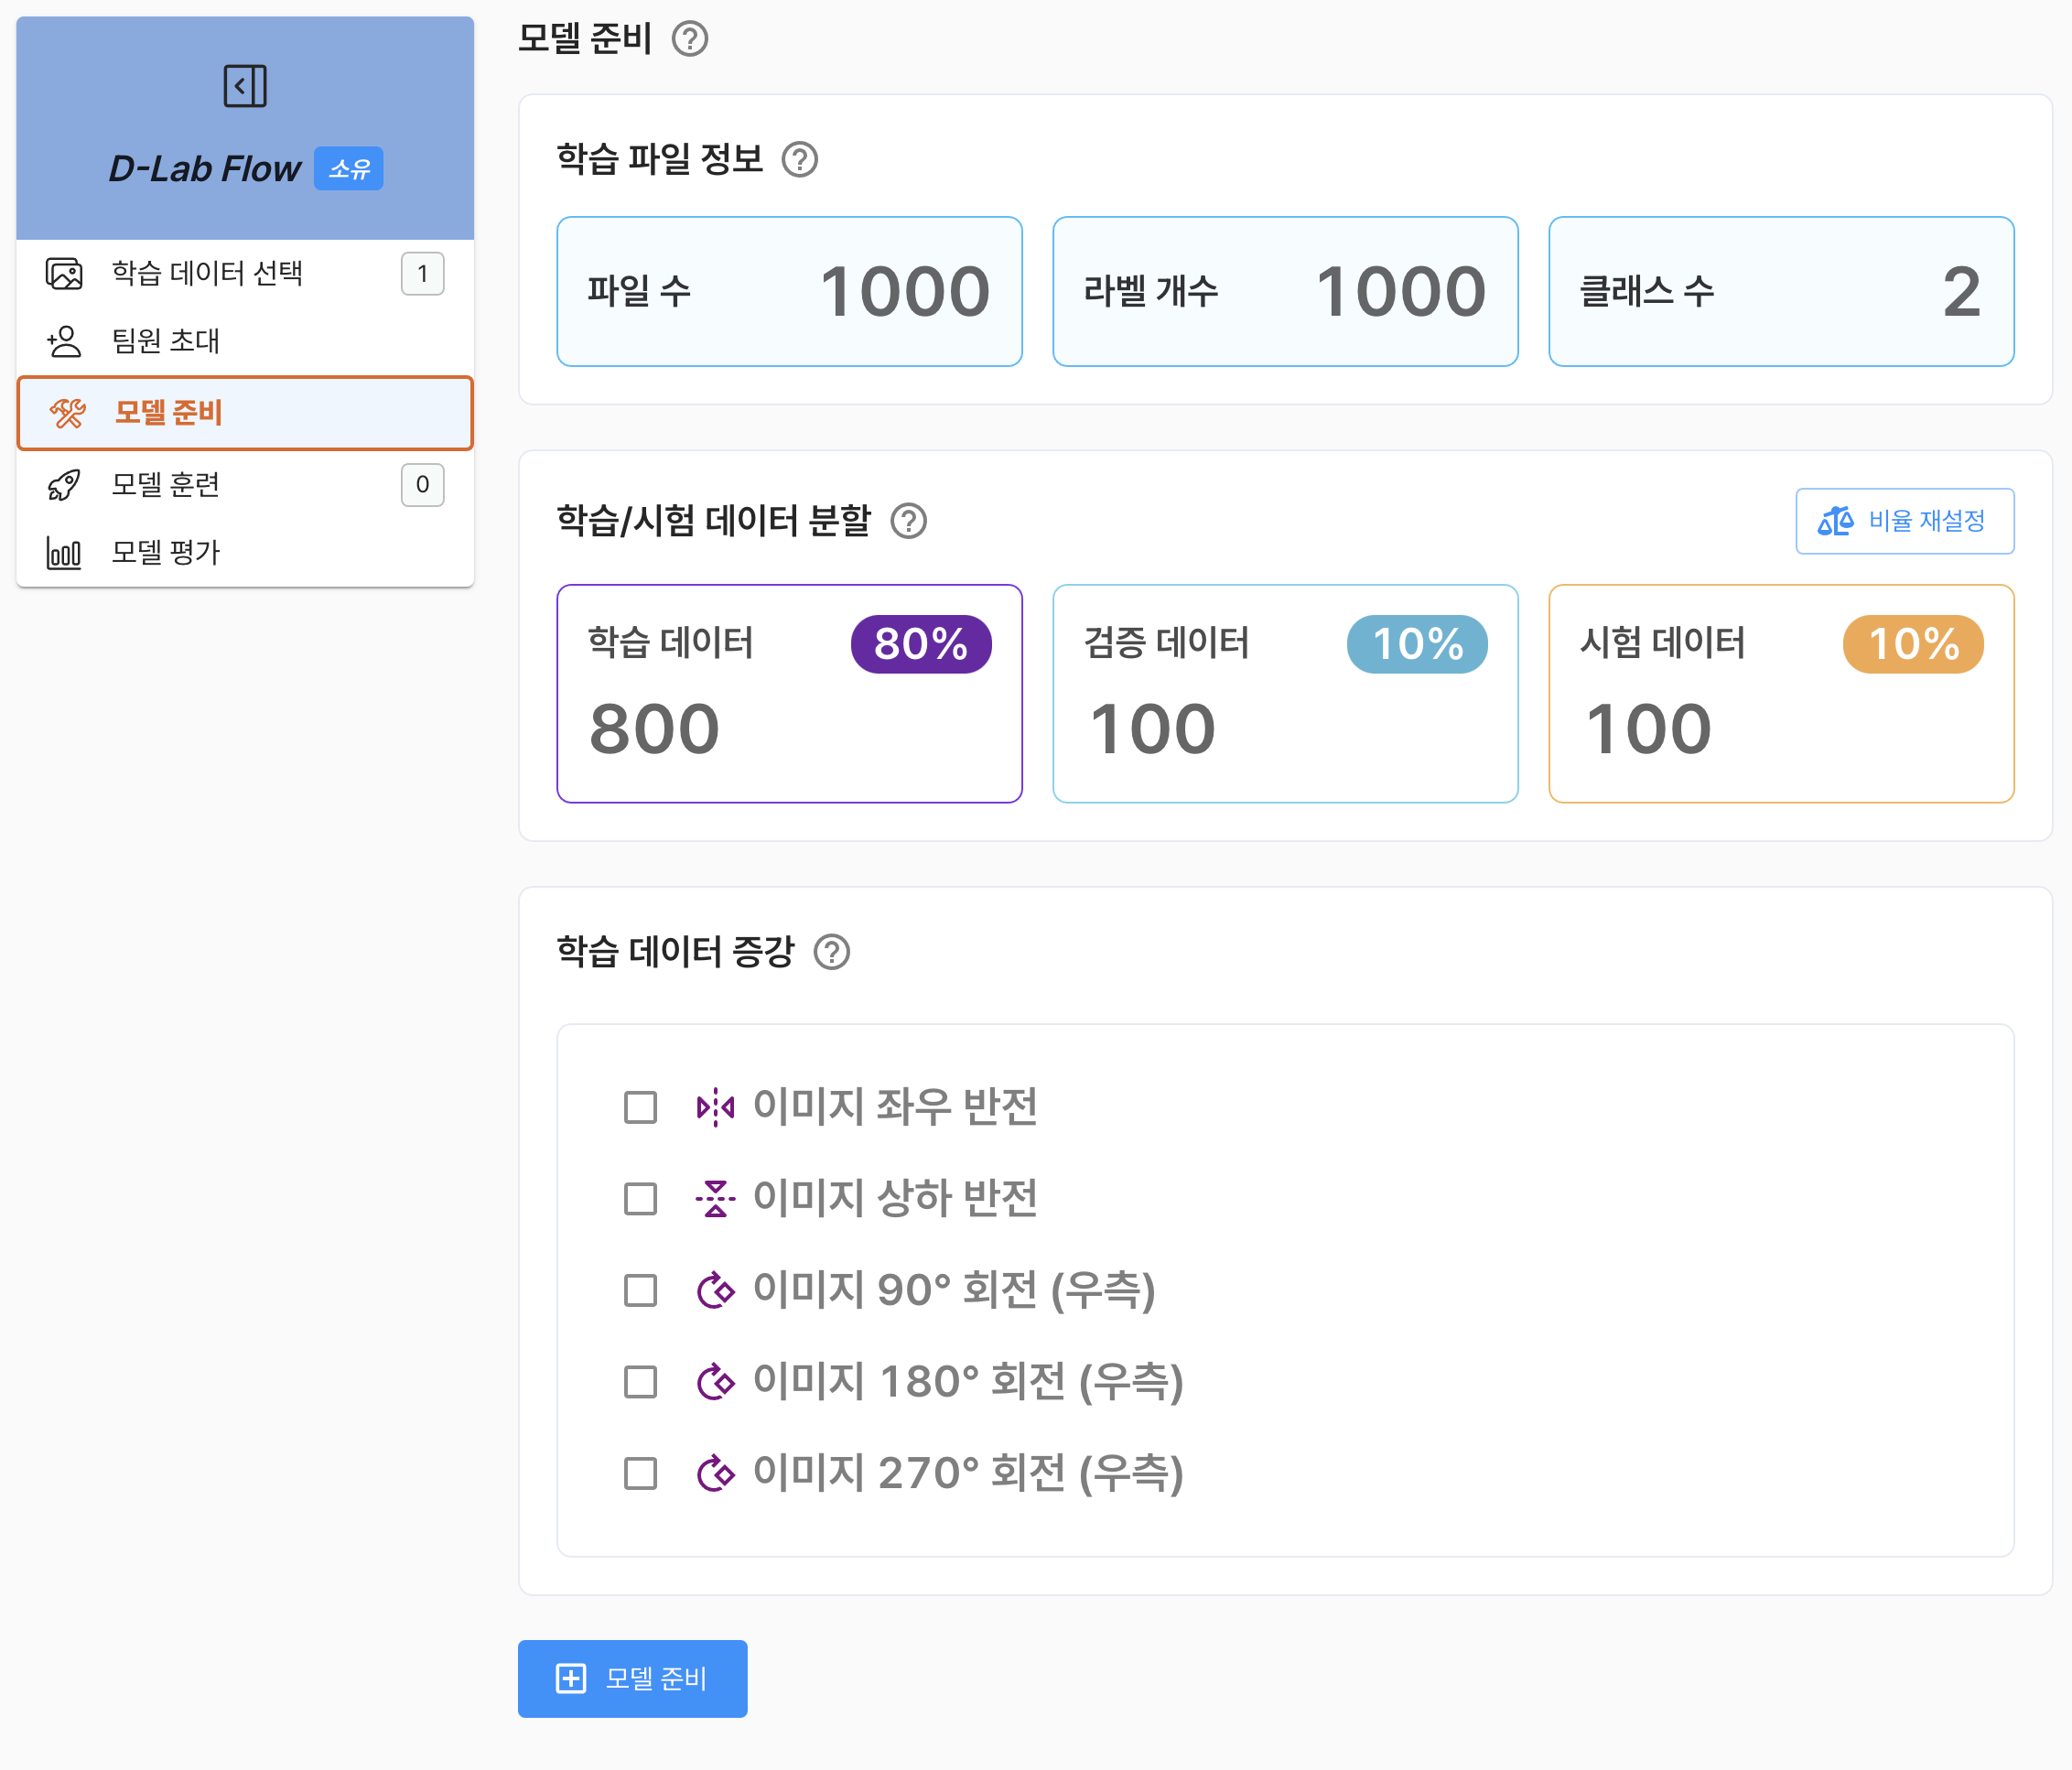 D-Lab Flow 소유
학습 데이터 선택 1
팀원 초대
모델 준비
모델 훈련 0
모델 평가
모델 준비 ?
학습 파일 정보 ?
파일 수 1000
라벨 개수 1000
클래스 수 2
학습/시험 데이터 분할 ?
비율 재설정
학습 데이터 80%
800
검증 데이터 10%
100
시험 데이터 10%
100
학습 데이터 증강 ?
이미지 좌우 반전
이미지 상하 반전
이미지 90° 회전 (우측)
이미지 180° 회전 (우측)
이미지 270° 회전 (우측)
모델 준비